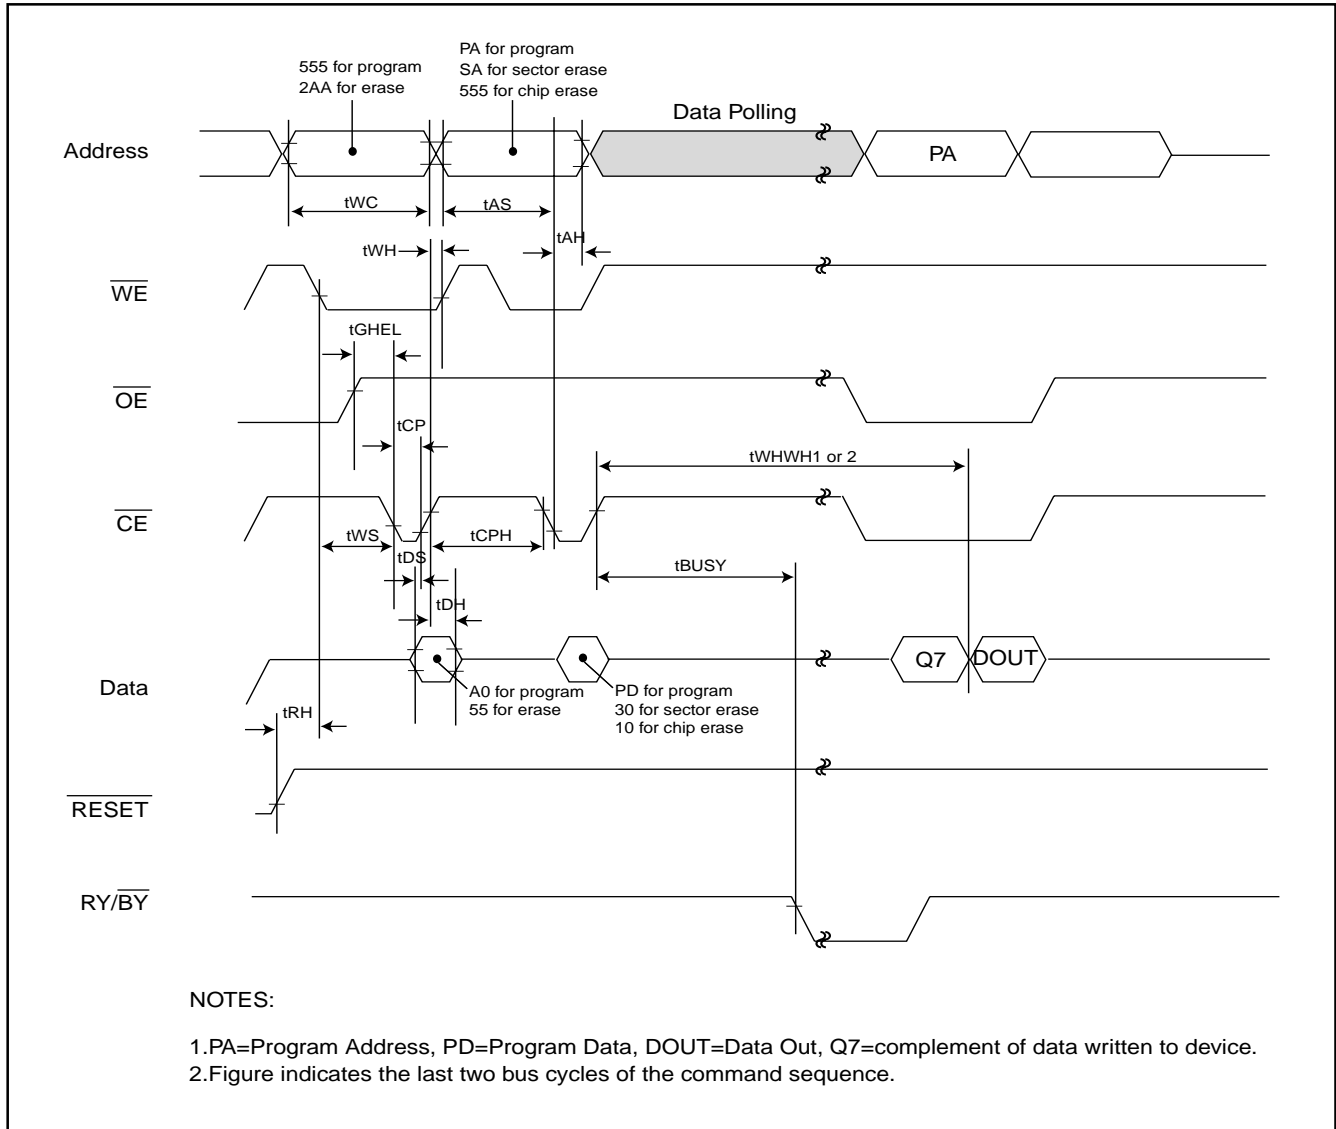 555 for program
2AA for erase
PA for program
SA for sector erase
555 for chip erase
Data Polling
Address
PA
tWC
tAS
tWH
tAH
WE
tGHEL
OE
tCP
tWHWH1 or 2
CE
tWS
tCPH
tDS
tBUSY
tDH
Data
Q7
DOUT
A0 for program
55 for erase
PD for program
30 for sector erase
10 for chip erase
tRH
RESET
RY/BY
NOTES:
1.PA=Program Address, PD=Program Data, DOUT=Data Out, Q7=complement of data written to device.
2.Figure indicates the last two bus cycles of the command sequence.